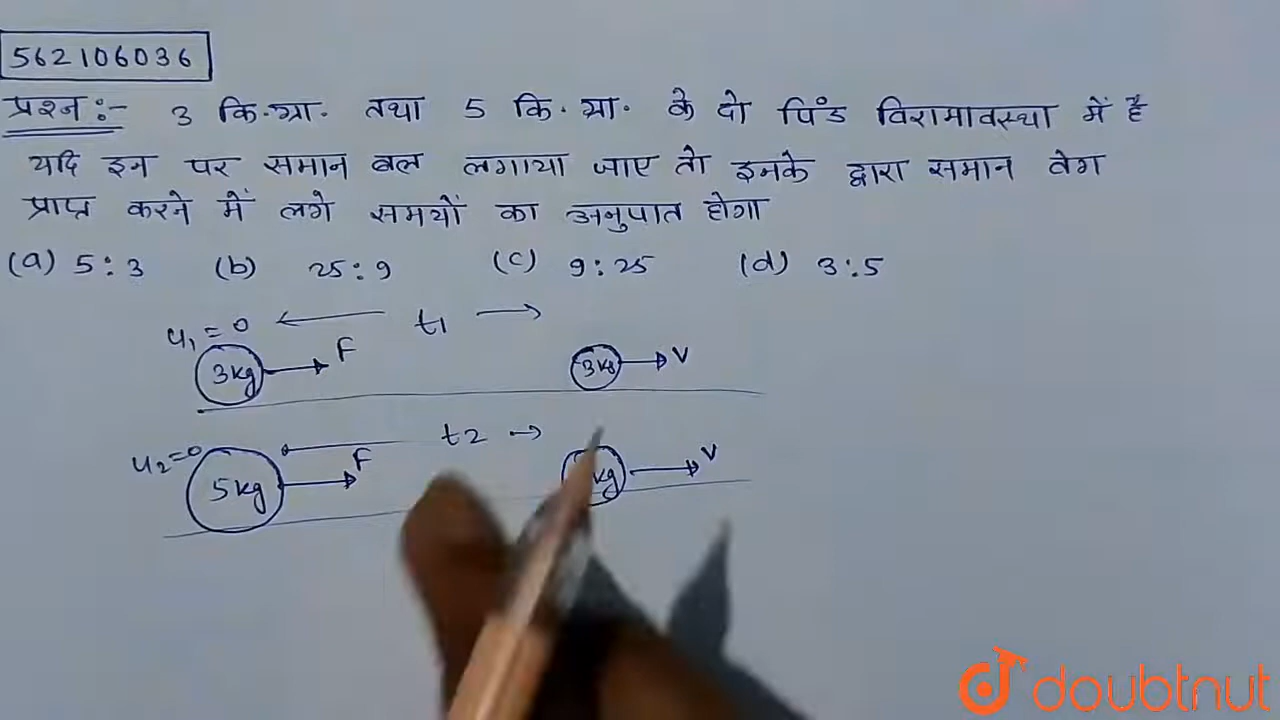 562106036
प्रश्न:- 3 कि.ग्रा. तथा 5 कि.ग्रा. के दो पिंड विरामावस्था में है
यदि इन पर समान बल लगाया जाए तो इनके द्वारा समान वेग
प्राप्त करने में लगे समयों का अनुपात होगा
(a) 5:3 (b) 25:9 (c) 9:25 (d) 3:5
u₁=0 ← t₁ →
3kg → F 3kg → V
u₂=0 ← t2 →
5kg → F kg → V
doubtnut